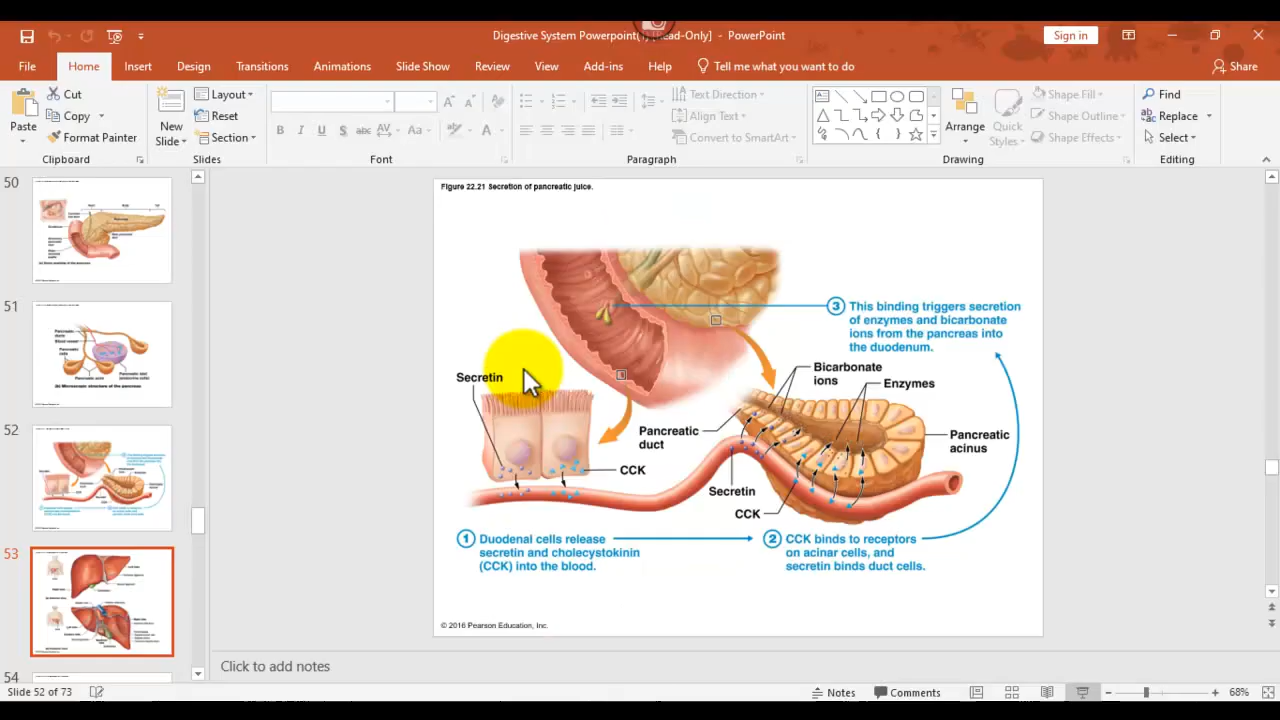 Digestive System Powerpoint(1) [Read-Only] - PowerPoint
Sign in
File Home Insert Design Transitions Animations Slide Show Review View Add-ins Help Tell me what you want to do Share
Paste
Cut
Copy
Format Painter
Clipboard
New
Slide
Layout
Reset
Section
Slides
Font
Text Direction
Align Text
Convert to SmartArt
Paragraph
Arrange
Quick
Styles
Shape Fill
Shape Outline
Shape Effects
Drawing
Find
Replace
Select
Editing
50
51
52
53
54
Figure 22.21 Secretion of pancreatic juice.
3 This binding triggers secretion
of enzymes and bicarbonate
ions from the pancreas into
the duodenum.
Secretin
Bicarbonate
ions
Enzymes
Pancreatic
duct
Pancreatic
acinus
CCK
Secretin
CCK
1 Duodenal cells release
secretin and cholecystokinin
(CCK) into the blood.
2 CCK binds to receptors
on acinar cells, and
secretin binds duct cells.
© 2016 Pearson Education, Inc.
Click to add notes
Slide 52 of 73
Notes
Comments
68%